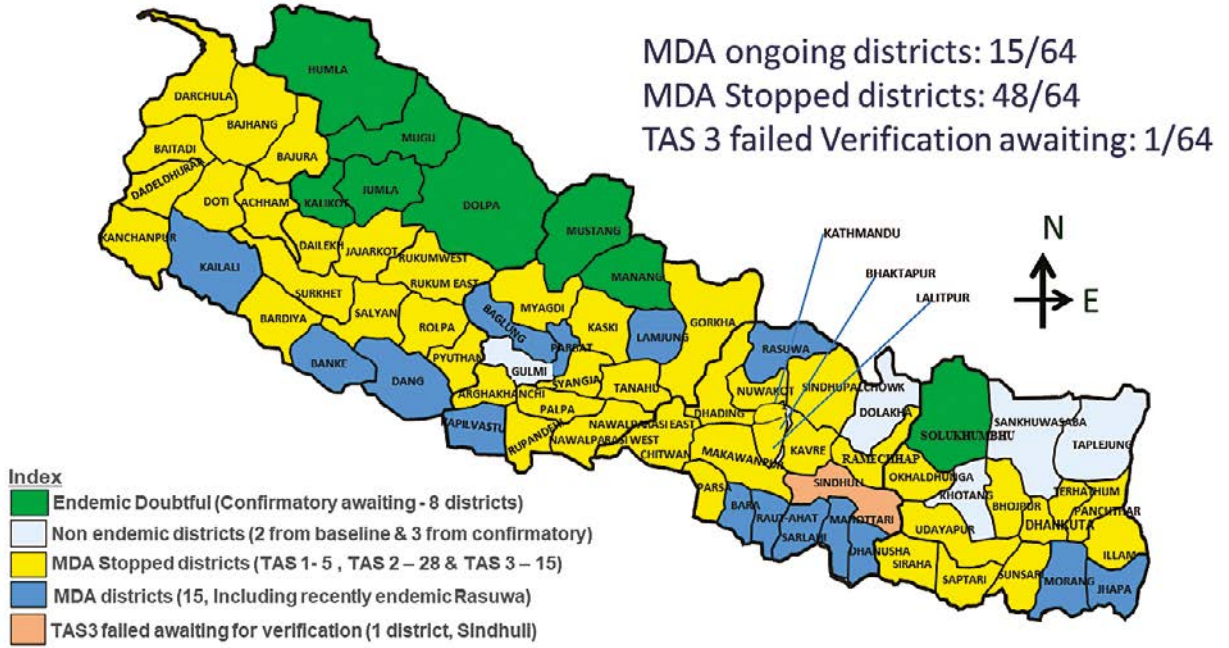 MDA ongoing districts: 15/64
MDA Stopped districts: 48/64
TAS 3 failed Verification awaiting: 1/64
HUMLA
DARCHULA
BAJHANG
MUGU
BAITADI
BAJURA
DADELDHURA
JUMLA
DOTI
ACHHAM
KALIKOT
DOLPA
MUSTANG
KATHMANDU
N
KANCHANPUR
DAILEKH
JAJARKOT
RUKUMWEST
MANANG
BHAKTAPUR
KAILALI
RUKUM EAST
LALITPUR
E
SURKHET
MYAGDI
BARDIYA
SALYAN
BAGLUNG
KASKI
GORKHA
ROLPA
PARBAT
LAMJUNG
RASUWA
BANKE
PYUTHAN
GULMI
DANG
SYANGJA
TANAHU
NUWAKOT
SINDHUPALCHOWK
ARGHAKHANCHI
DOLAKHA
PALPA
DHADING
SANKHUWASABA
KAPILVASTU
RUPANDEHI
NAWALPARASI EAST
SOLUKHUMBHU
TAPLEJUNG
NAWALPARASI WEST
CHITWAN
MAKAWANPUR
KAVRE
RAMECHHAP
SINDHULI
OKHALDHUNGA
KHOTANG
TERHATHUM
PARSA
BHOJPUR
PANCHTHAR
BARA
RAUT-AHAT
MAHOTTARI
DHANKUTA
SARLAHI
UDAYAPUR
DHANUSHA
ILLAM
SIRAHA
SAPTARI
SUNSARI
MORANG
JHAPA
Index
Endemic Doubtful (Confirmatory awaiting - 8 districts)
Non endemic districts (2 from baseline & 3 from confirmatory)
MDA Stopped districts (TAS 1- 5 , TAS 2 – 28 & TAS 3 – 15)
MDA districts (15, Including recently endemic Rasuwa)
TAS3 failed awaiting for verification (1 district, Sindhuli)